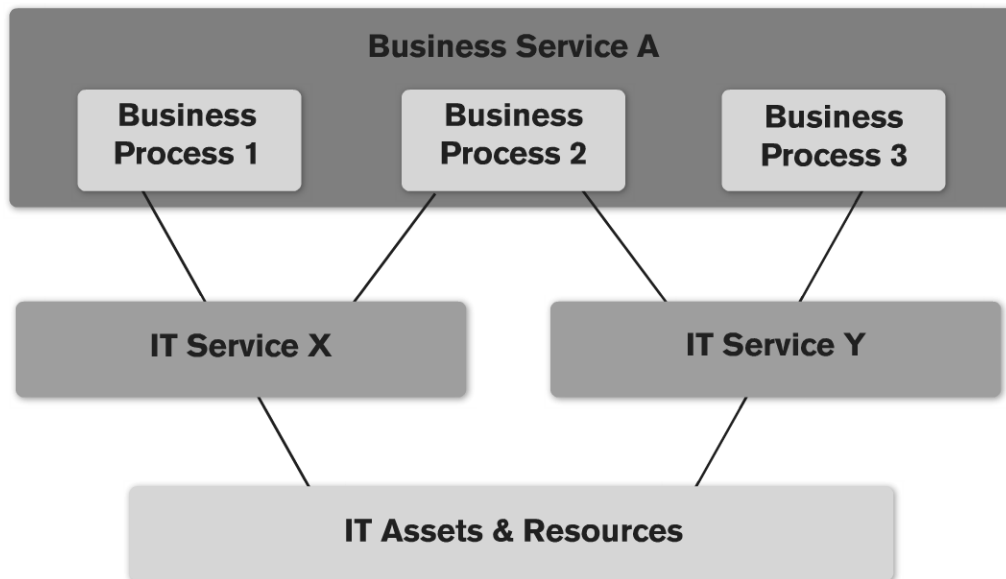 Business Service A
Business
Process 1
Business
Process 2
Business
Process 3
IT Service X
IT Service Y
IT Assets & Resources